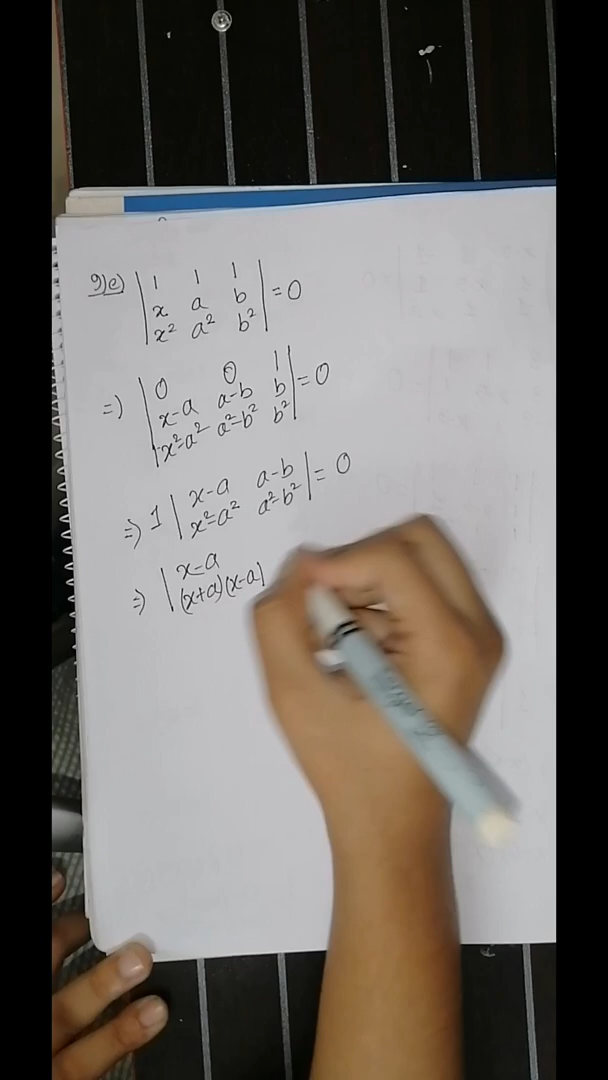 9)e) | 1 1 1 | = 0
| x a b |
| x² a² b² |
=) | 0 0 1 | = 0
| x-a a-b b |
| x²-a² a²-b² b² |
=) 1 | x-a a-b | = 0
| x²-a² a²-b² |
=) | x-a
| (x+a)(x-a)